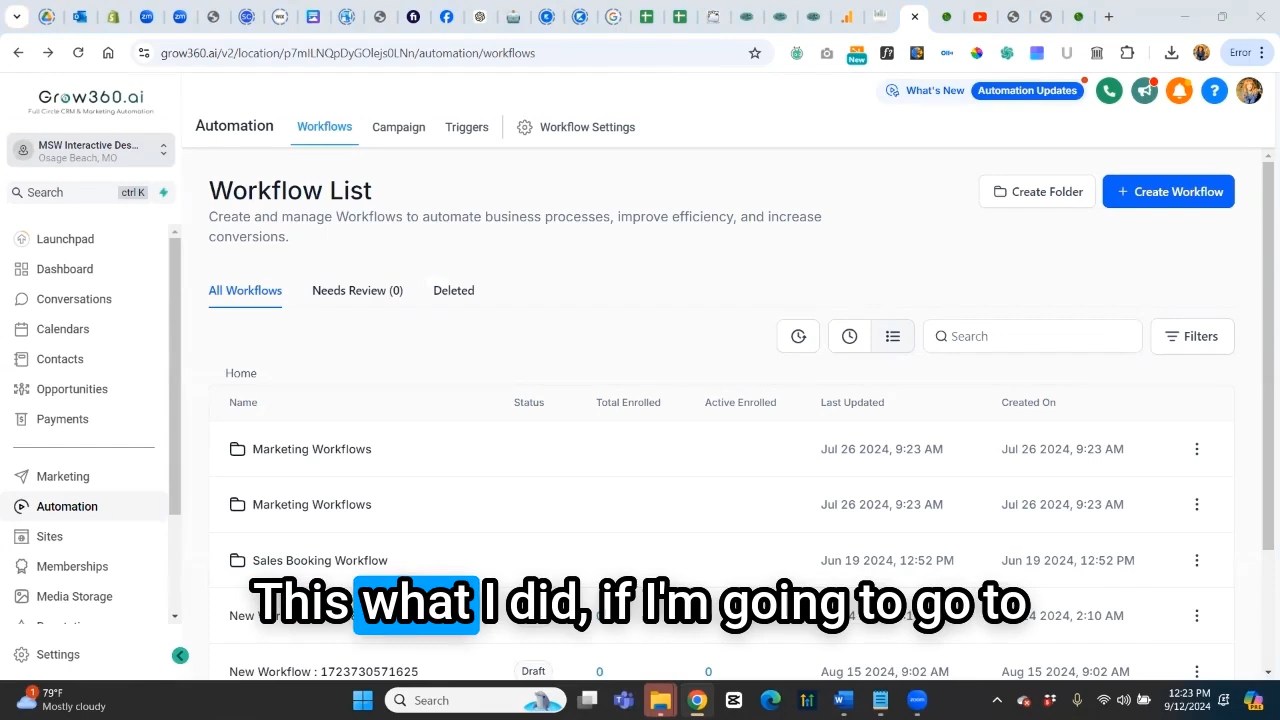 grow360.ai/v2/location/p7mlLNQpDyGOlejs0LNn/automation/workflows
New
Error
Grow360.ai
Full Circle CRM & Marketing Automation
What's New
Automation Updates
MSW Interactive Des...
Osage Beach, MO
Search
ctrl K
Launchpad
Dashboard
Conversations
Calendars
Contacts
Opportunities
Payments
Marketing
Automation
Sites
Memberships
Media Storage
Settings
Automation
Workflows
Campaign
Triggers
Workflow Settings
Workflow List
Create and manage Workflows to automate business processes, improve efficiency, and increase
conversions.
Create Folder
+ Create Workflow
All Workflows
Needs Review (0)
Deleted
Search
Filters
Home
Name Status Total Enrolled Active Enrolled Last Updated Created On
Marketing Workflows Jul 26 2024, 9:23 AM Jul 26 2024, 9:23 AM
Marketing Workflows Jul 26 2024, 9:23 AM Jul 26 2024, 9:23 AM
Sales Booking Workflow Jun 19 2024, 12:52 PM Jun 19 2024, 12:52 PM
This what I did, if I'm going to go to
New Workflow : 1723730571625 Draft 0 0 Aug 15 2024, 9:02 AM Aug 15 2024, 9:02 AM
1
79°F
Mostly cloudy
Search
zoom
12:23 PM
9/12/2024